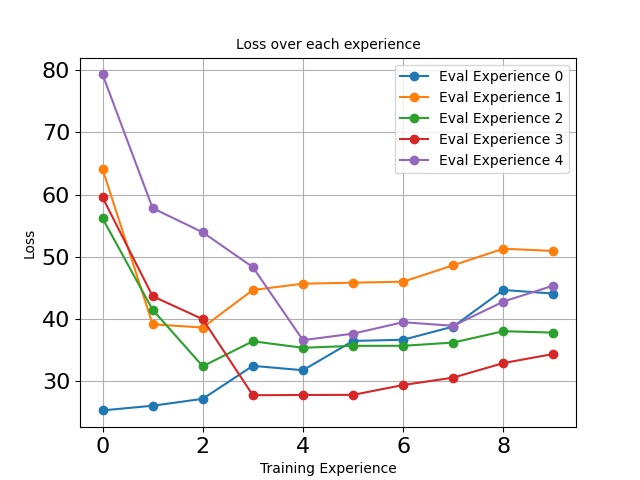 Loss over each experience
80
70
60
50
40
30
Loss
Eval Experience 0
Eval Experience 1
Eval Experience 2
Eval Experience 3
Eval Experience 4
0 2 4 6 8
Training Experience